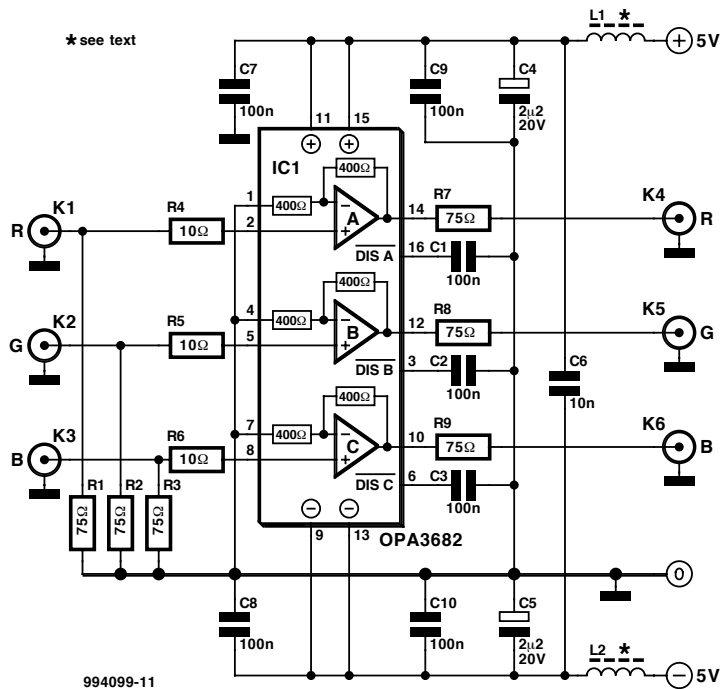 L1 *
* see text
5V
C7
C9
C4
100n
100n
2µ2
20V
11
15
IC1
400Ω
K1
R4
1
400Ω
14
R7
K4
R
10Ω
2
A
75Ω
R
DIS A
16
C1
100n
400Ω
K2
R5
4
400Ω
12
R8
K5
G
10Ω
5
B
75Ω
G
DIS B
3
C2
100n
C6
10n
400Ω
K3
R6
7
400Ω
10
R9
K6
B
10Ω
8
C
75Ω
B
R1
R2
R3
DIS C
6
C3
100n
75Ω
75Ω
75Ω
9
13
OPA3682
0
C8
C10
C5
100n
100n
2µ2
20V
L2 *
994099-11
5V